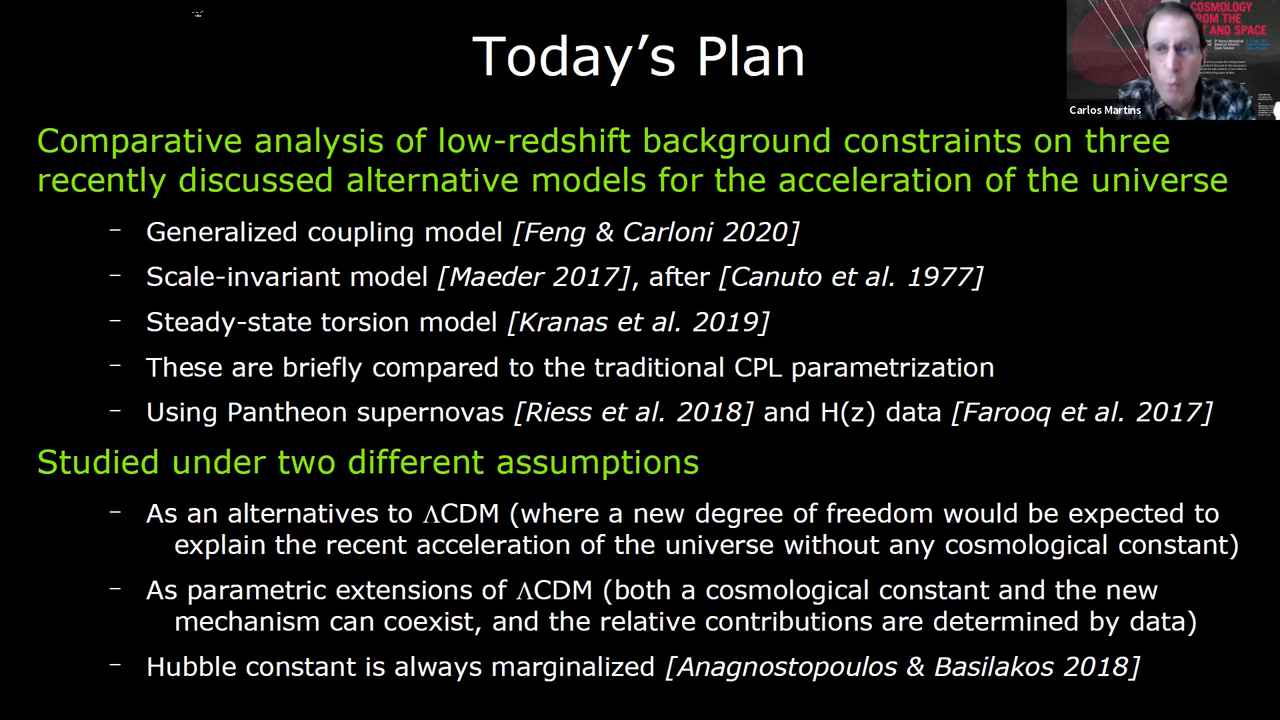 Today’s Plan
COSMOLOGY
FROM THE
AND SPACE
Carlos Martins
Comparative analysis of low-redshift background constraints on three
recently discussed alternative models for the acceleration of the universe
– Generalized coupling model [Feng & Carloni 2020]
– Scale-invariant model [Maeder 2017], after [Canuto et al. 1977]
– Steady-state torsion model [Kranas et al. 2019]
– These are briefly compared to the traditional CPL parametrization
– Using Pantheon supernovas [Riess et al. 2018] and H(z) data [Farooq et al. 2017]
Studied under two different assumptions
– As an alternatives to ΛCDM (where a new degree of freedom would be expected to
explain the recent acceleration of the universe without any cosmological constant)
– As parametric extensions of ΛCDM (both a cosmological constant and the new
mechanism can coexist, and the relative contributions are determined by data)
– Hubble constant is always marginalized [Anagnostopoulos & Basilakos 2018]